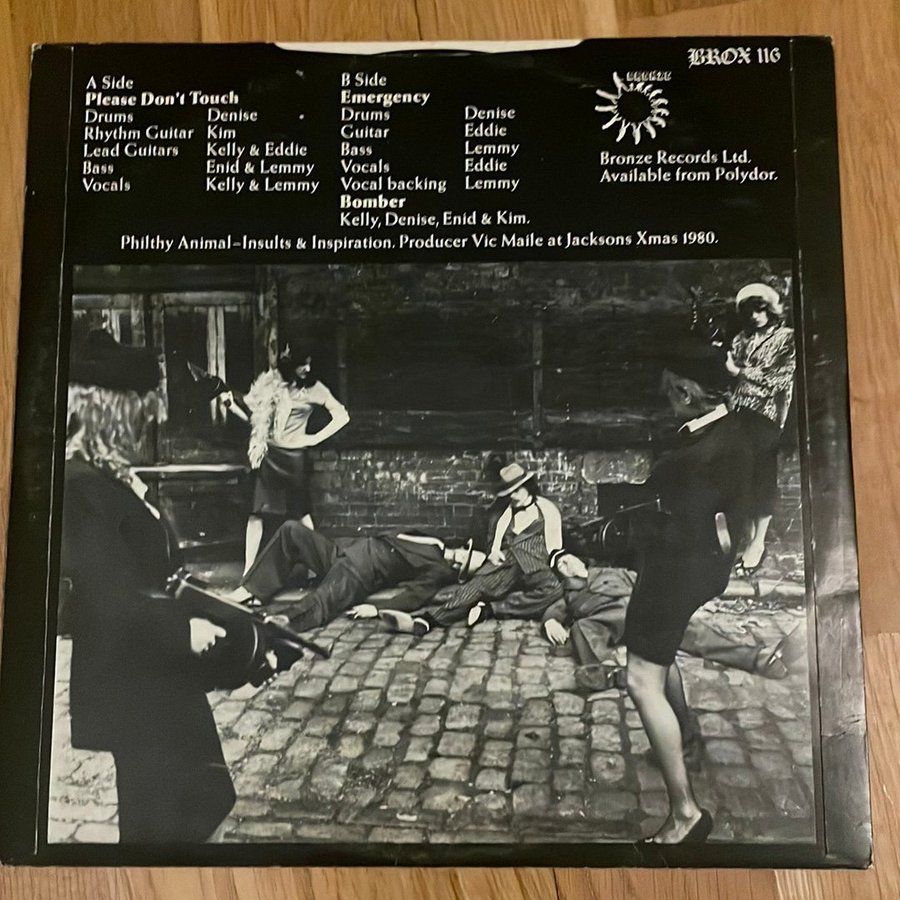 BROX 116
BRONZE
A Side
Please Don't Touch
Drums Denise
Rhythm Guitar Kim
Lead Guitars Kelly & Eddie
Bass Enid & Lemmy
Vocals Kelly & Lemmy
B Side
Emergency
Drums Denise
Guitar Eddie
Bass Lemmy
Vocals Eddie
Vocal backing Lemmy
Bomber
Kelly, Denise, Enid & Kim.
Bronze Records Ltd.
Available from Polydor.
Philthy Animal–Insults & Inspiration. Producer Vic Maile at Jacksons Xmas 1980.